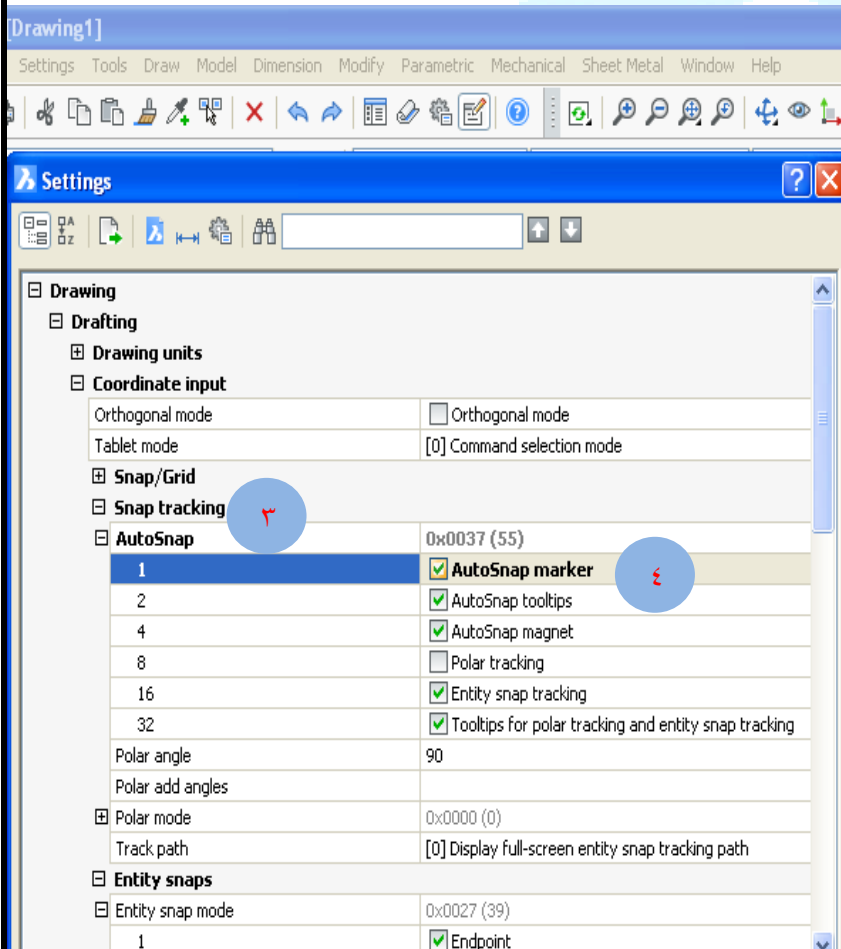 [Drawing1]
Settings Tools Draw Model Dimension Modify Parametric Mechanical Sheet Metal Window Help
Settings
Drawing
Drafting
Drawing units
Coordinate input
Orthogonal mode Orthogonal mode
Tablet mode [0] Command selection mode
Snap/Grid
Snap tracking ٣
AutoSnap 0x0037 (55)
1 AutoSnap marker ٤
2 AutoSnap tooltips
4 AutoSnap magnet
8 Polar tracking
16 Entity snap tracking
32 Tooltips for polar tracking and entity snap tracking
Polar angle 90
Polar add angles
Polar mode 0x0000 (0)
Track path [0] Display full-screen entity snap tracking path
Entity snaps
Entity snap mode 0x0027 (39)
1 Endpoint